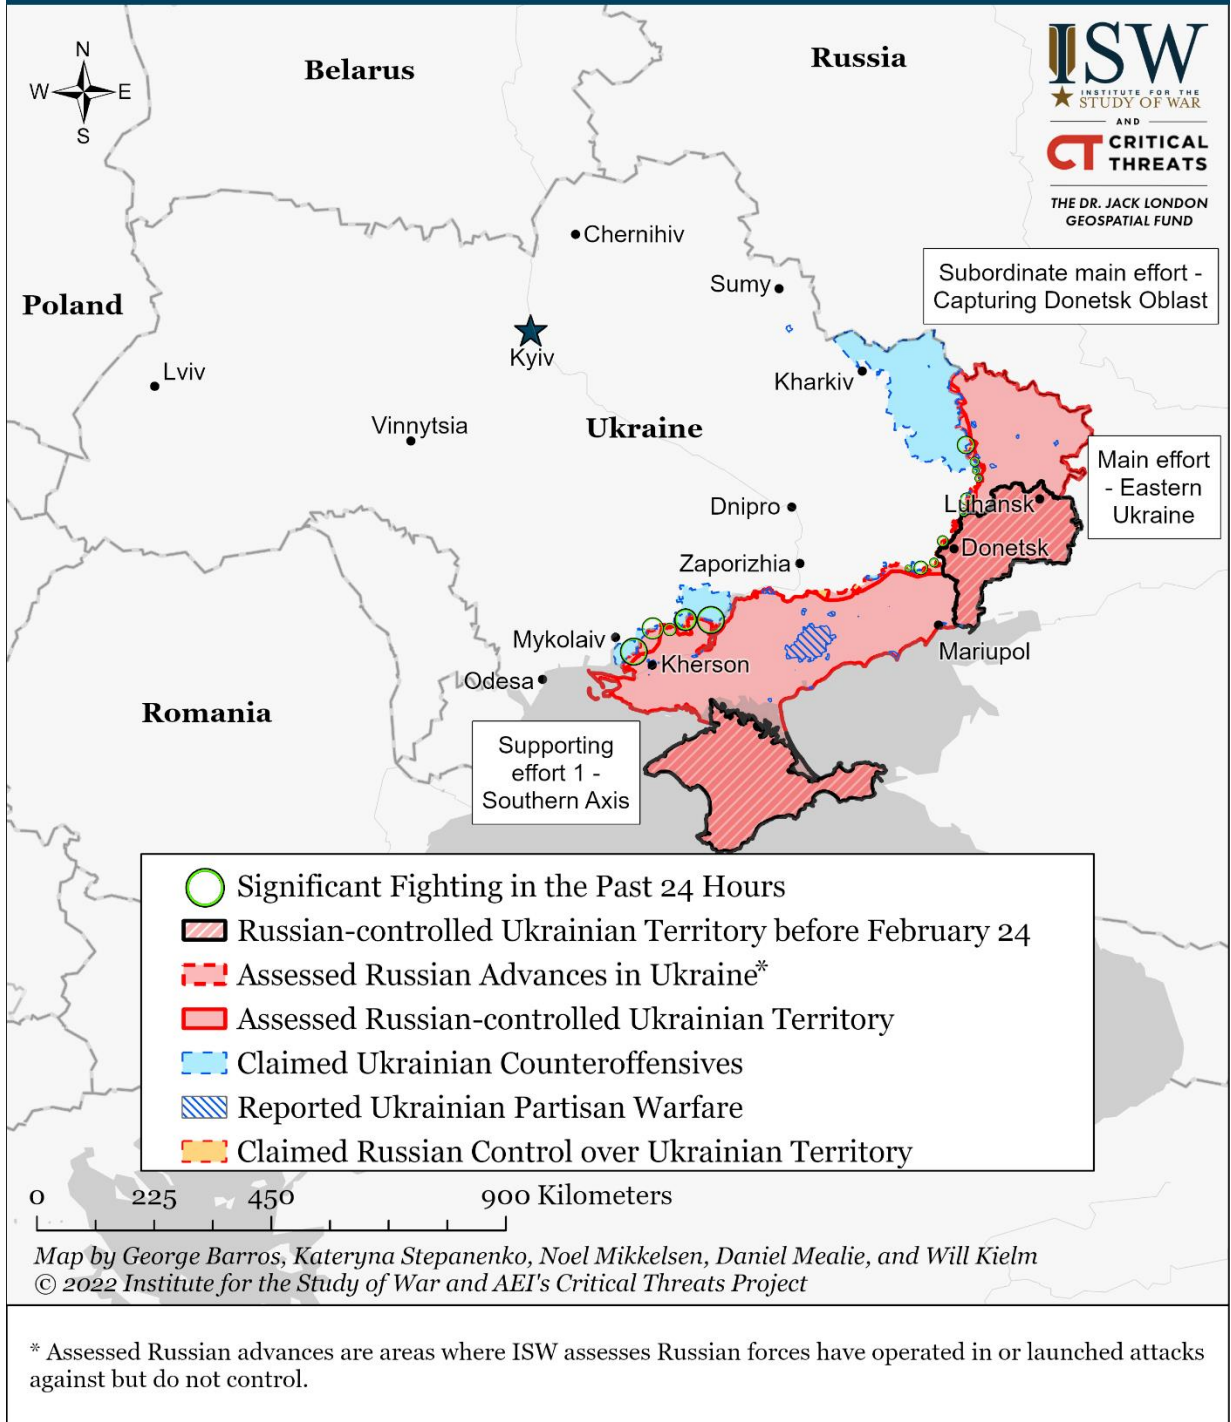 N
W E
S
Belarus
Russia
ISW
INSTITUTE FOR THE
STUDY OF WAR
AND
CT CRITICAL
THREATS
THE DR. JACK LONDON
GEOSPATIAL FUND
Chernihiv
Sumy
Subordinate main effort -
Capturing Donetsk Oblast
Poland
Kyiv
Lviv
Kharkiv
Vinnytsia
Ukraine
Main effort
- Eastern
Ukraine
Luhansk
Dnipro
Donetsk
Zaporizhia
Mykolaiv
Kherson
Mariupol
Odesa
Romania
Supporting
effort 1 -
Southern Axis
Significant Fighting in the Past 24 Hours
Russian-controlled Ukrainian Territory before February 24
Assessed Russian Advances in Ukraine*
Assessed Russian-controlled Ukrainian Territory
Claimed Ukrainian Counteroffensives
Reported Ukrainian Partisan Warfare
Claimed Russian Control over Ukrainian Territory
0 225 450 900 Kilometers
Map by George Barros, Kateryna Stepanenko, Noel Mikkelsen, Daniel Mealie, and Will Kielm
© 2022 Institute for the Study of War and AEI's Critical Threats Project
* Assessed Russian advances are areas where ISW assesses Russian forces have operated in or launched attacks
against but do not control.